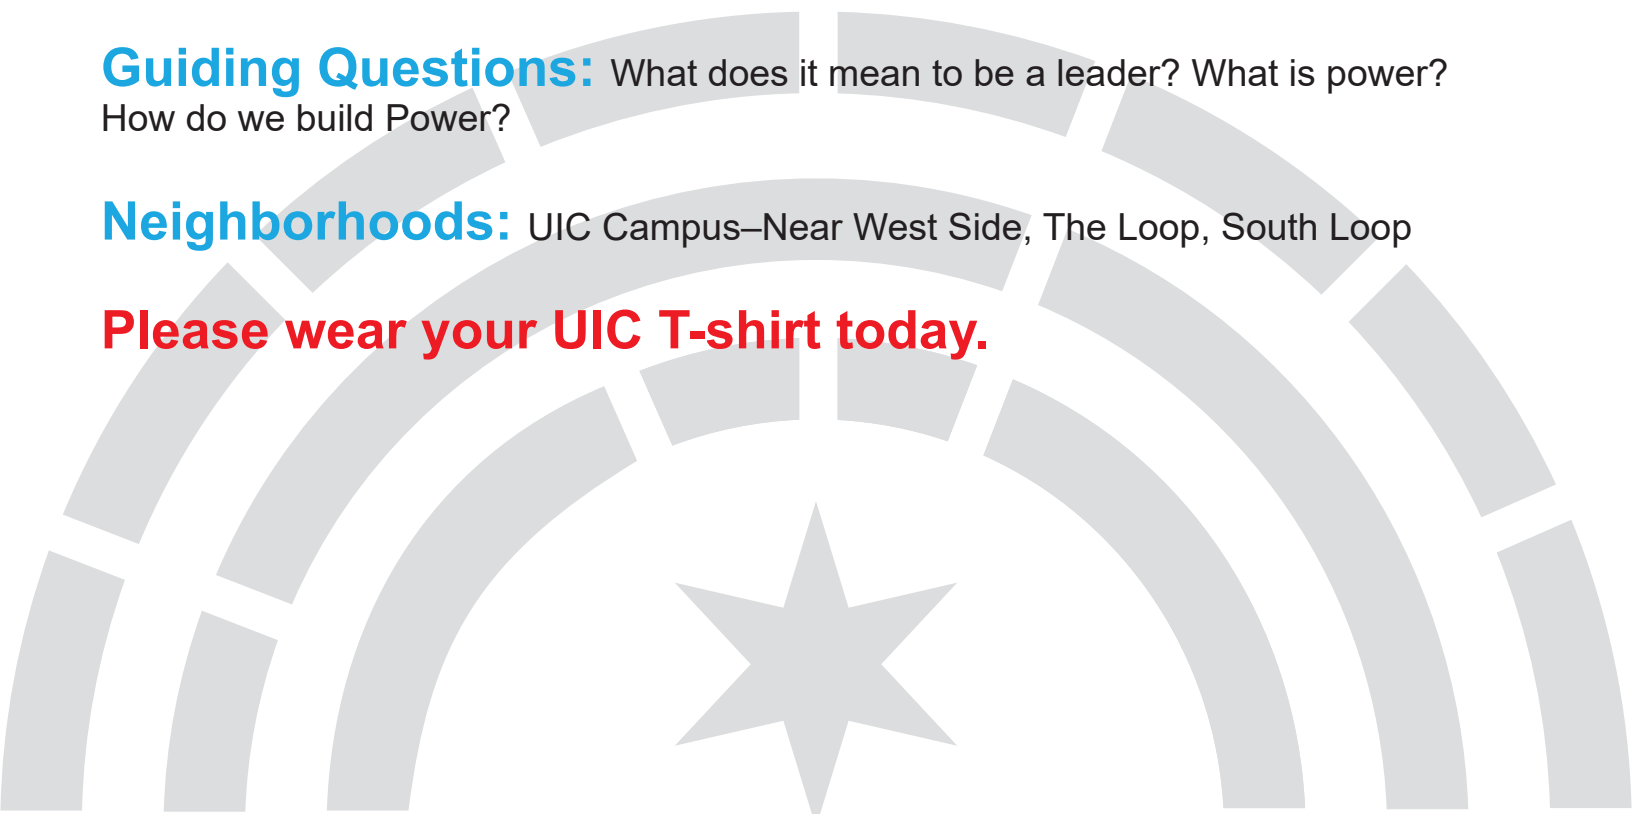 Guiding Questions: What does it mean to be a leader? What is power?
How do we build Power?
Neighborhoods: UIC Campus–Near West Side, The Loop, South Loop
Please wear your UIC T-shirt today.